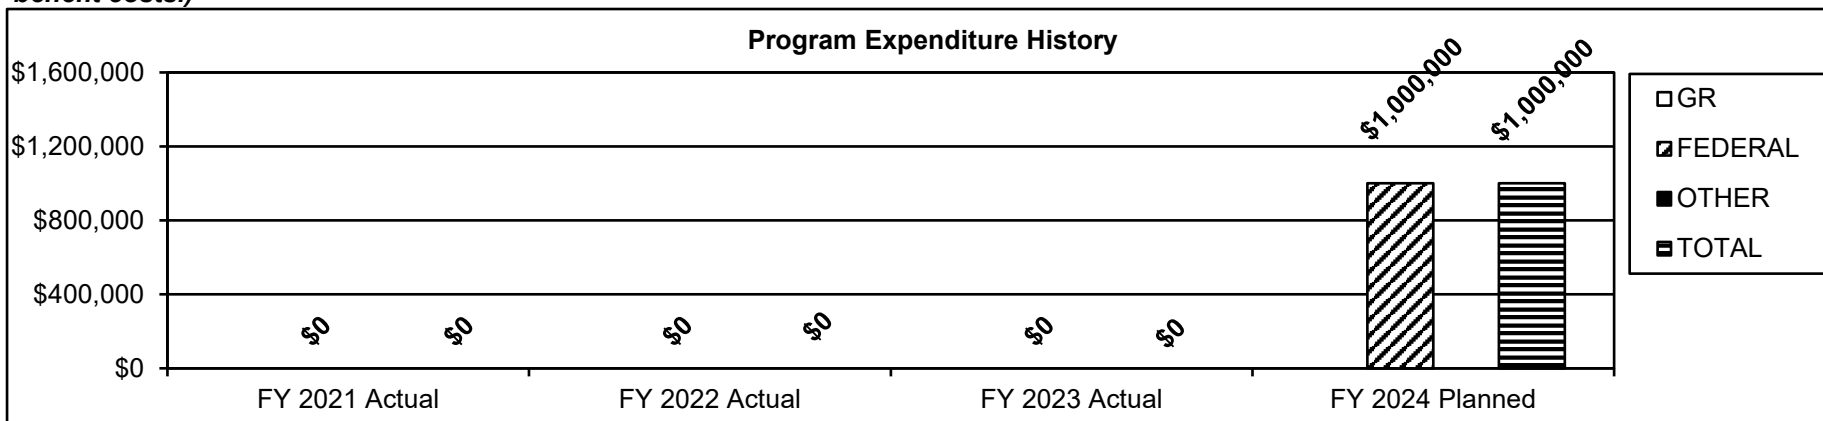 benefit costs.)
Program Expenditure History
$1,600,000
$1,200,000
$800,000
$400,000
$0
$0 $0 $0 $0 $0 $0 $1,000,000 $1,000,000
FY 2021 Actual FY 2022 Actual FY 2023 Actual FY 2024 Planned
GR
FEDERAL
OTHER
TOTAL